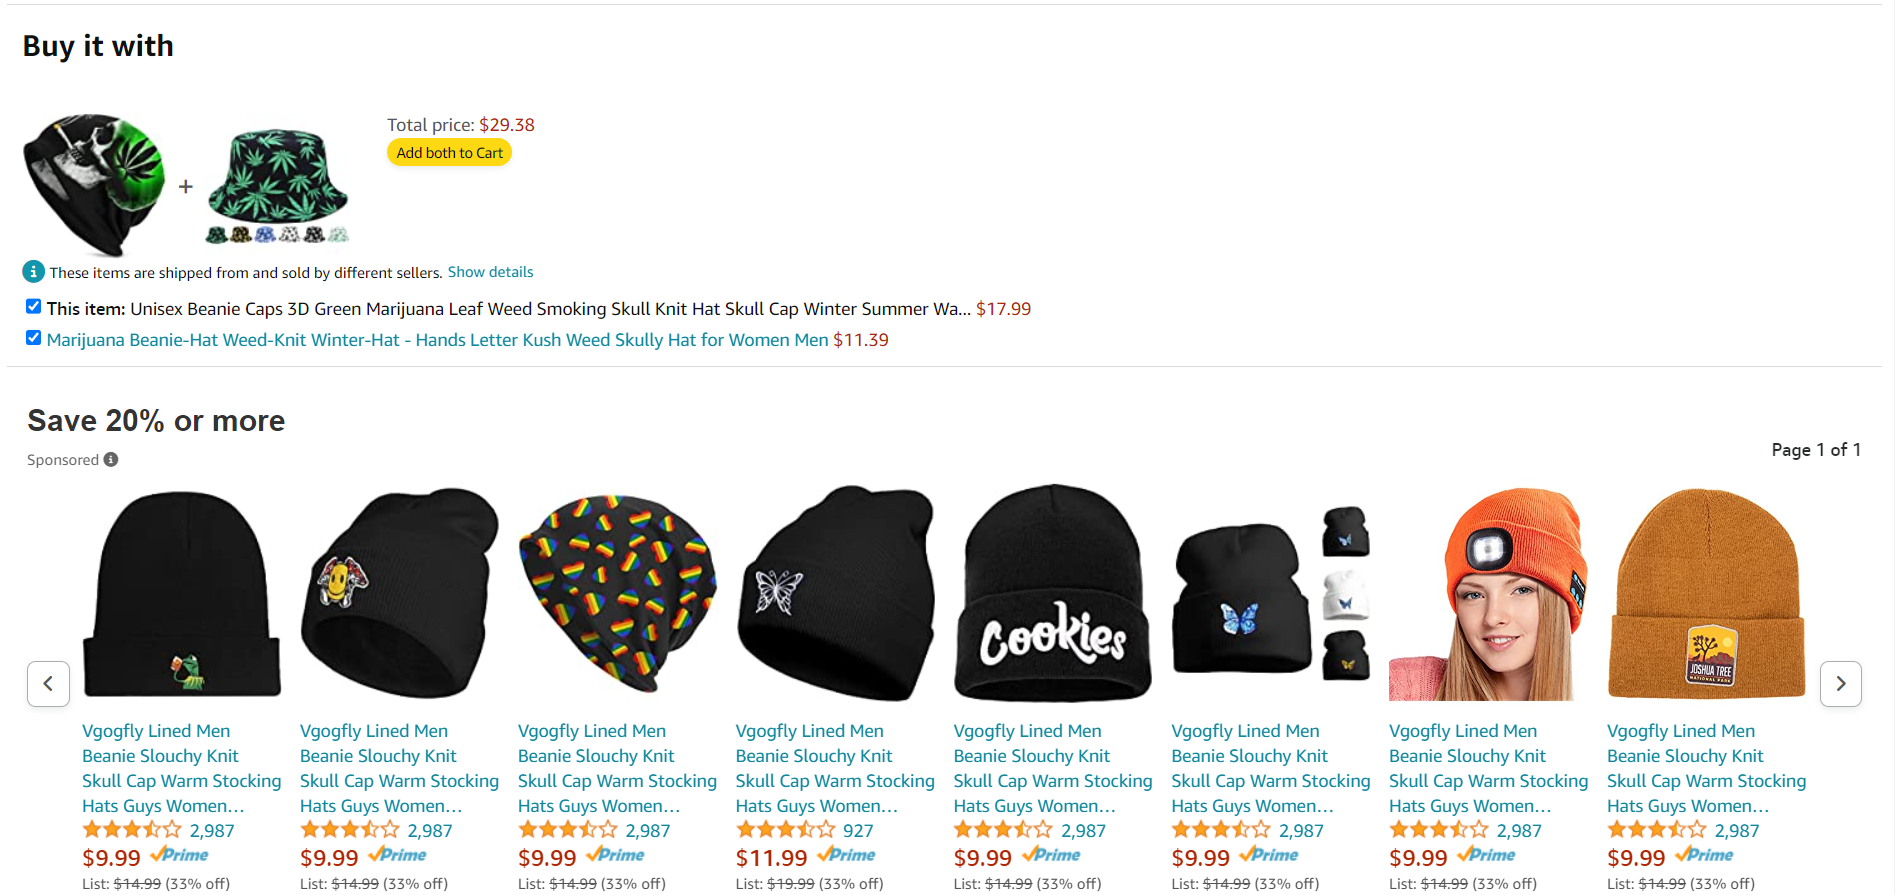 Buy it with
Total price: $29.38
Add both to Cart
+
These items are shipped from and sold by different sellers. Show details
This item: Unisex Beanie Caps 3D Green Marijuana Leaf Weed Smoking Skull Knit Hat Skull Cap Winter Summer Wa... $17.99
Marijuana Beanie-Hat Weed-Knit Winter-Hat - Hands Letter Kush Weed Skully Hat for Women Men $11.39
Save 20% or more
Sponsored
Page 1 of 1
Cookies
JOSHUA TREE
NATIONAL PARK
Vgogfly Lined Men
Beanie Slouchy Knit
Skull Cap Warm Stocking
Hats Guys Women…
2,987
$9.99 Prime
List: $14.99 (33% off)
Vgogfly Lined Men
Beanie Slouchy Knit
Skull Cap Warm Stocking
Hats Guys Women…
2,987
$9.99 Prime
List: $14.99 (33% off)
Vgogfly Lined Men
Beanie Slouchy Knit
Skull Cap Warm Stocking
Hats Guys Women…
2,987
$9.99 Prime
List: $14.99 (33% off)
Vgogfly Lined Men
Beanie Slouchy Knit
Skull Cap Warm Stocking
Hats Guys Women…
927
$11.99 Prime
List: $19.99 (33% off)
Vgogfly Lined Men
Beanie Slouchy Knit
Skull Cap Warm Stocking
Hats Guys Women…
2,987
$9.99 Prime
List: $14.99 (33% off)
Vgogfly Lined Men
Beanie Slouchy Knit
Skull Cap Warm Stocking
Hats Guys Women…
2,987
$9.99 Prime
List: $14.99 (33% off)
Vgogfly Lined Men
Beanie Slouchy Knit
Skull Cap Warm Stocking
Hats Guys Women…
2,987
$9.99 Prime
List: $14.99 (33% off)
Vgogfly Lined Men
Beanie Slouchy Knit
Skull Cap Warm Stocking
Hats Guys Women…
2,987
$9.99 Prime
List: $14.99 (33% off)